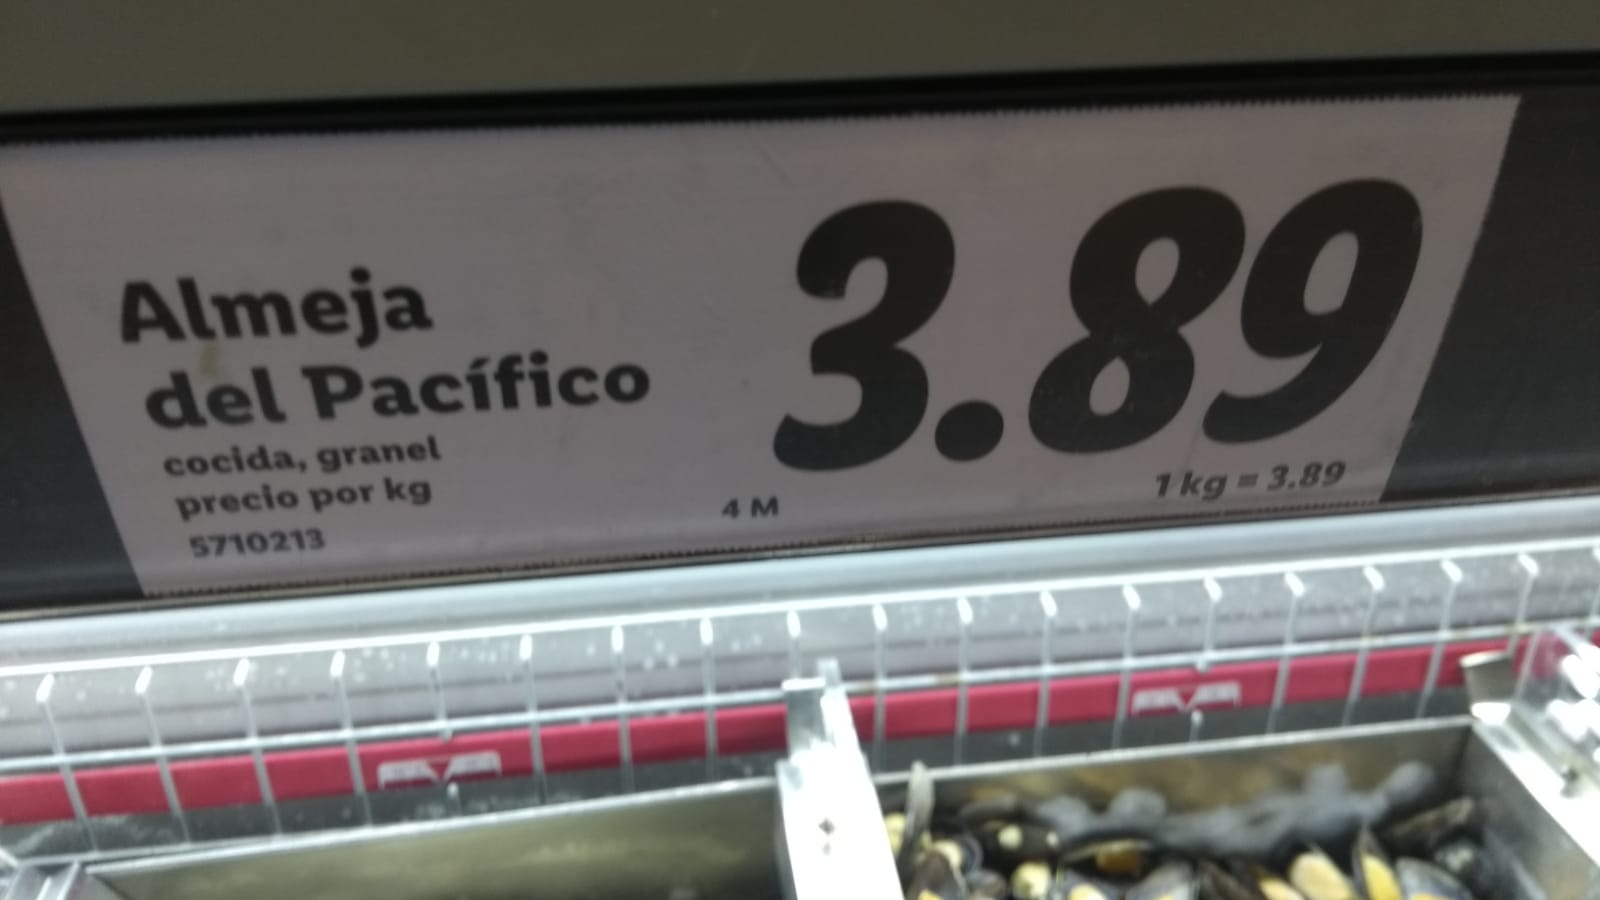 Almeja
del Pacífico
cocida, granel
precio por kg
5710213
4 M
3.89
1 kg = 3.89